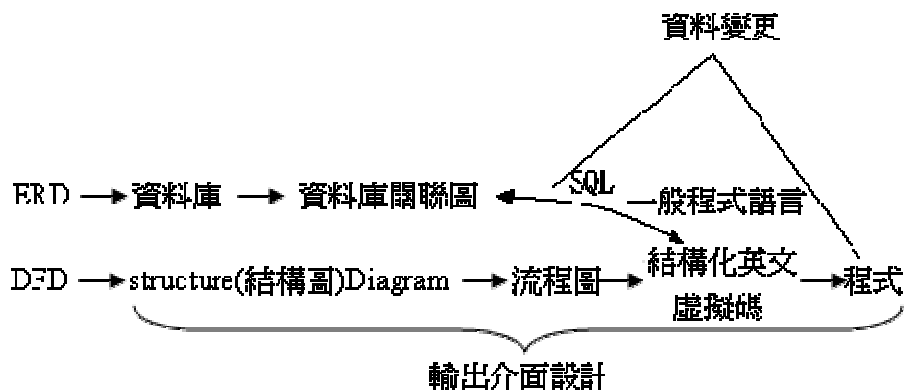 資料變更
SQL
ERD 資料庫 資料庫關聯圖 一般程式語言
DFD structure(結構圖)Diagram 流程圖 結構化英文 程式
虛擬碼
輸出介面設計